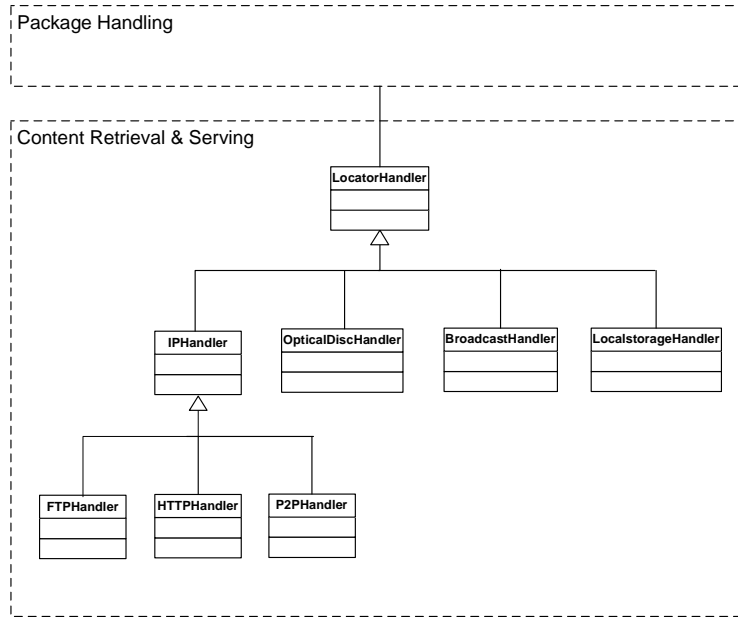 Package Handling
Content Retrieval & Serving
LocatorHandler
IPHandler
OpticalDiscHandler
BroadcastHandler
LocalstorageHandler
FTPHandler
HTTPHandler
P2PHandler